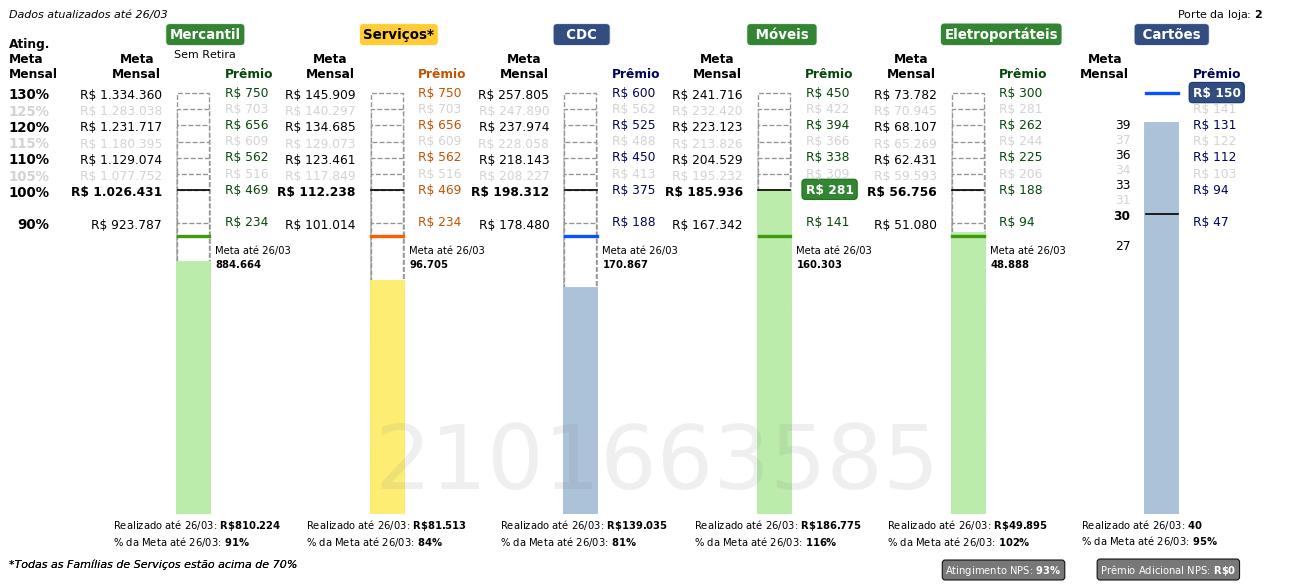 Dados atualizados até 26/03
Porte da loja: 2
Mercantil
Serviços*
CDC
Móveis
Eletroportáteis
Cartões
Sem Retira
Ating. Meta Mensal
Meta Mensal Prêmio Meta Mensal Prêmio Meta Mensal Prêmio Meta Mensal Prêmio Meta Mensal Prêmio Meta Mensal Prêmio
130% R$ 1.334.360 R$ 750 R$ 145.909 R$ 750 R$ 257.805 R$ 600 R$ 241.716 R$ 450 R$ 73.782 R$ 300 R$ 150
125% R$ 1.283.038 R$ 703 R$ 140.297 R$ 703 R$ 247.890 R$ 562 R$ 232.420 R$ 422 R$ 70.945 R$ 281 R$ 141
120% R$ 1.231.717 R$ 656 R$ 134.685 R$ 656 R$ 237.974 R$ 525 R$ 223.123 R$ 394 R$ 68.107 R$ 262 39 R$ 131
115% R$ 1.180.395 R$ 609 R$ 129.073 R$ 609 R$ 228.058 R$ 488 R$ 213.826 R$ 366 R$ 65.269 R$ 244 37 R$ 122
110% R$ 1.129.074 R$ 562 R$ 123.461 R$ 562 R$ 218.143 R$ 450 R$ 204.529 R$ 338 R$ 62.431 R$ 225 36 R$ 112
105% R$ 1.077.752 R$ 516 R$ 117.849 R$ 516 R$ 208.227 R$ 413 R$ 195.232 R$ 309 R$ 59.593 R$ 206 34 R$ 103
100% R$ 1.026.431 R$ 469 R$ 112.238 R$ 469 R$ 198.312 R$ 375 R$ 185.936 R$ 281 R$ 56.756 R$ 188 33 R$ 94
31
30
90% R$ 923.787 R$ 234 R$ 101.014 R$ 234 R$ 178.480 R$ 188 R$ 167.342 R$ 141 R$ 51.080 R$ 94 R$ 47
27
Meta até 26/03 Meta até 26/03 Meta até 26/03 Meta até 26/03 Meta até 26/03
884.664 96.705 170.867 160.303 48.888
2101663585
Realizado até 26/03: R$810.224 Realizado até 26/03: R$81.513 Realizado até 26/03: R$139.035 Realizado até 26/03: R$186.775 Realizado até 26/03: R$49.895 Realizado até 26/03: 40
% da Meta até 26/03: 91% % da Meta até 26/03: 84% % da Meta até 26/03: 81% % da Meta até 26/03: 116% % da Meta até 26/03: 102% % da Meta até 26/03: 95%
*Todas as Famílias de Serviços estão acima de 70%
Atingimento NPS: 93%
Prêmio Adicional NPS: R$0